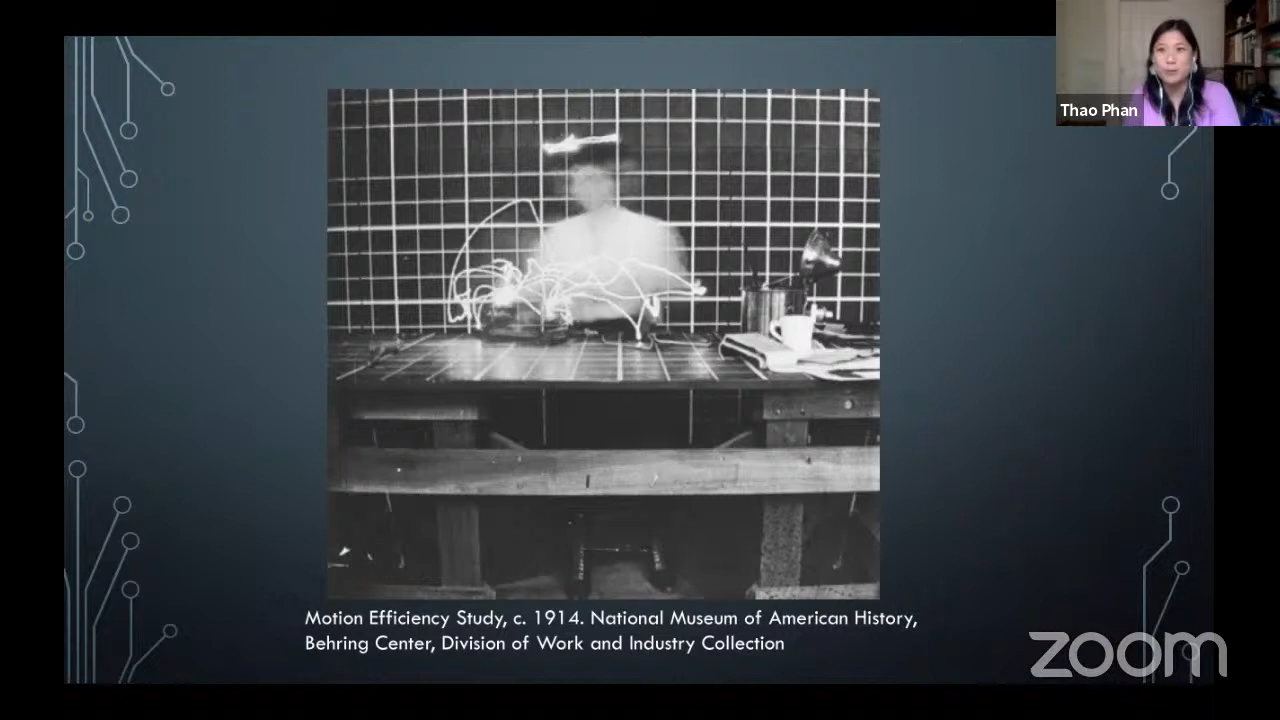 Thao Phan
Motion Efficiency Study, c. 1914. National Museum of American History,
Behring Center, Division of Work and Industry Collection
zoom